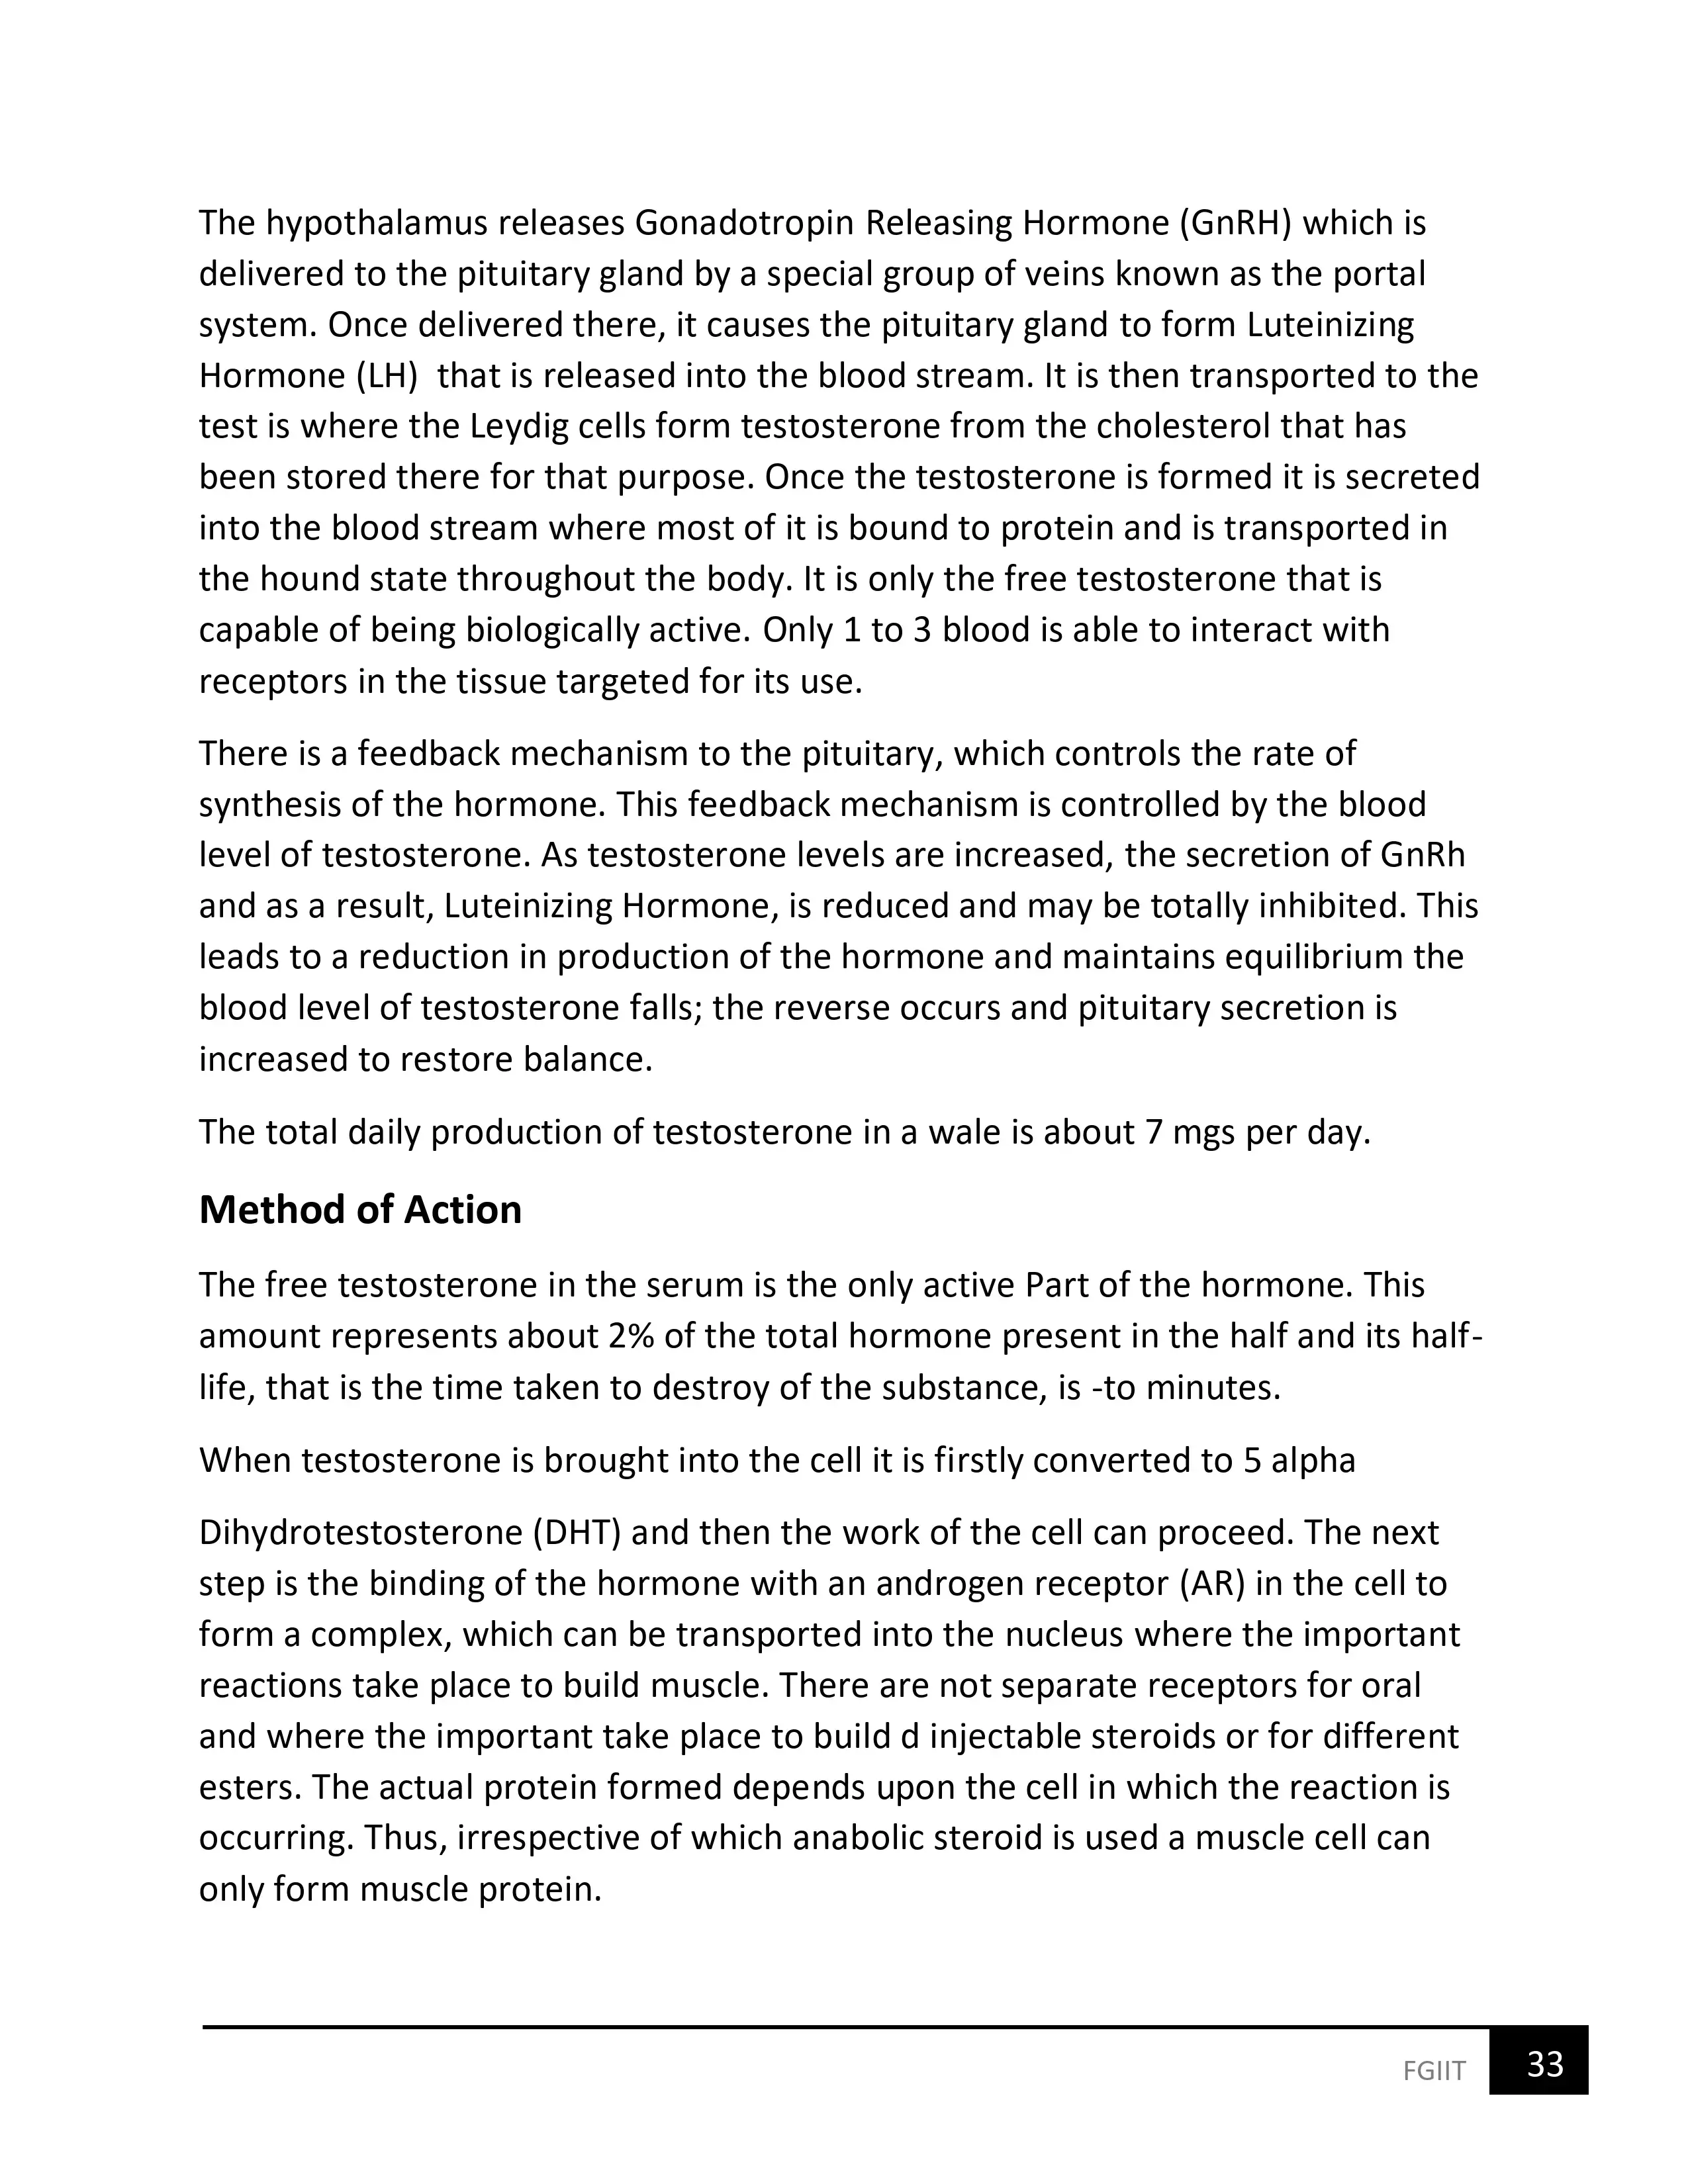 The hypothalamus releases Gonadotropin Releasing Hormone (GnRH) which is
delivered to the pituitary gland by a special group of veins known as the portal
system. Once delivered there, it causes the pituitary gland to form Luteinizing
Hormone (LH)  that is released into the blood stream. It is then transported to the
test is where the Leydig cells form testosterone from the cholesterol that has
been stored there for that purpose. Once the testosterone is formed it is secreted
into the blood stream where most of it is bound to protein and is transported in
the hound state throughout the body. It is only the free testosterone that is
capable of being biologically active. Only 1 to 3 blood is able to interact with
receptors in the tissue targeted for its use.
There is a feedback mechanism to the pituitary, which controls the rate of
synthesis of the hormone. This feedback mechanism is controlled by the blood
level of testosterone. As testosterone levels are increased, the secretion of GnRh
and as a result, Luteinizing Hormone, is reduced and may be totally inhibited. This
leads to a reduction in production of the hormone and maintains equilibrium the
blood level of testosterone falls; the reverse occurs and pituitary secretion is
increased to restore balance.
The total daily production of testosterone in a wale is about 7 mgs per day.
Method of Action
The free testosterone in the serum is the only active Part of the hormone. This
amount represents about 2% of the total hormone present in the half and its half-
life, that is the time taken to destroy of the substance, is -to minutes.
When testosterone is brought into the cell it is firstly converted to 5 alpha
Dihydrotestosterone (DHT) and then the work of the cell can proceed. The next
step is the binding of the hormone with an androgen receptor (AR) in the cell to
form a complex, which can be transported into the nucleus where the important
reactions take place to build muscle. There are not separate receptors for oral
and where the important take place to build d injectable steroids or for different
esters. The actual protein formed depends upon the cell in which the reaction is
occurring. Thus, irrespective of which anabolic steroid is used a muscle cell can
only form muscle protein.
FGIIT 33